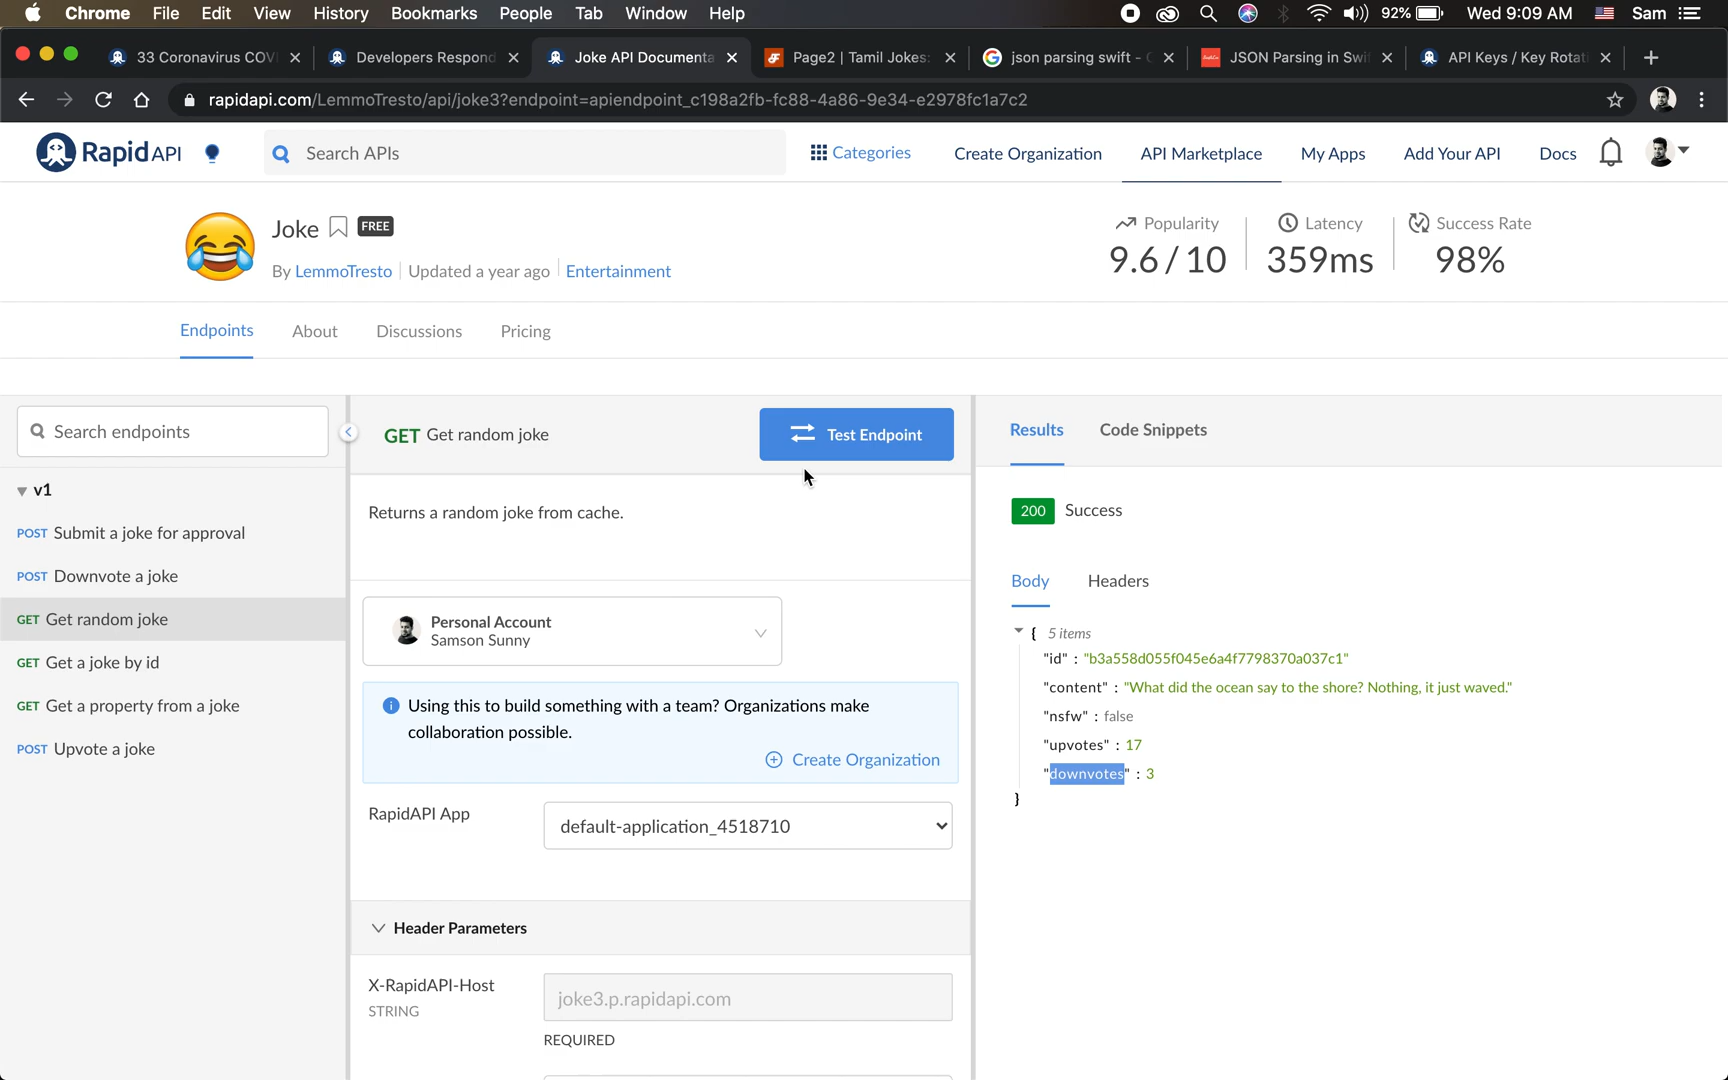 Chrome File Edit View History Bookmarks People Tab Window Help 92% Wed 9:09 AM Sam
33 Coronavirus COVI Developers Respond Joke API Documenta Page2 | Tamil Jokes: json parsing swift - JSON Parsing in Swi API Keys / Key Rotati
rapidapi.com/LemmoTresto/api/joke3?endpoint=apiendpoint_c198a2fb-fc88-4a86-9e34-e2978fc1a7c2
Rapid API Search APIs Categories Create Organization API Marketplace My Apps Add Your API Docs
Joke FREE
By LemmoTresto Updated a year ago Entertainment
Popularity Latency Success Rate
9.6 / 10 359ms 98%
Endpoints About Discussions Pricing
Search endpoints
v1
POST Submit a joke for approval
POST Downvote a joke
GET Get random joke
GET Get a joke by id
GET Get a property from a joke
POST Upvote a joke
GET Get random joke Test Endpoint
Returns a random joke from cache.
Personal Account
Samson Sunny
Using this to build something with a team? Organizations make
collaboration possible.
Create Organization
RapidAPI App default-application_4518710
Header Parameters
X-RapidAPI-Host joke3.p.rapidapi.com
STRING
REQUIRED
Results Code Snippets
200 Success
Body Headers
{ 5 items
"id" : "b3a558d055f045e6a4f7798370a037c1"
"content" : "What did the ocean say to the shore? Nothing, it just waved."
"nsfw" : false
"upvotes" : 17
"downvotes" : 3
}